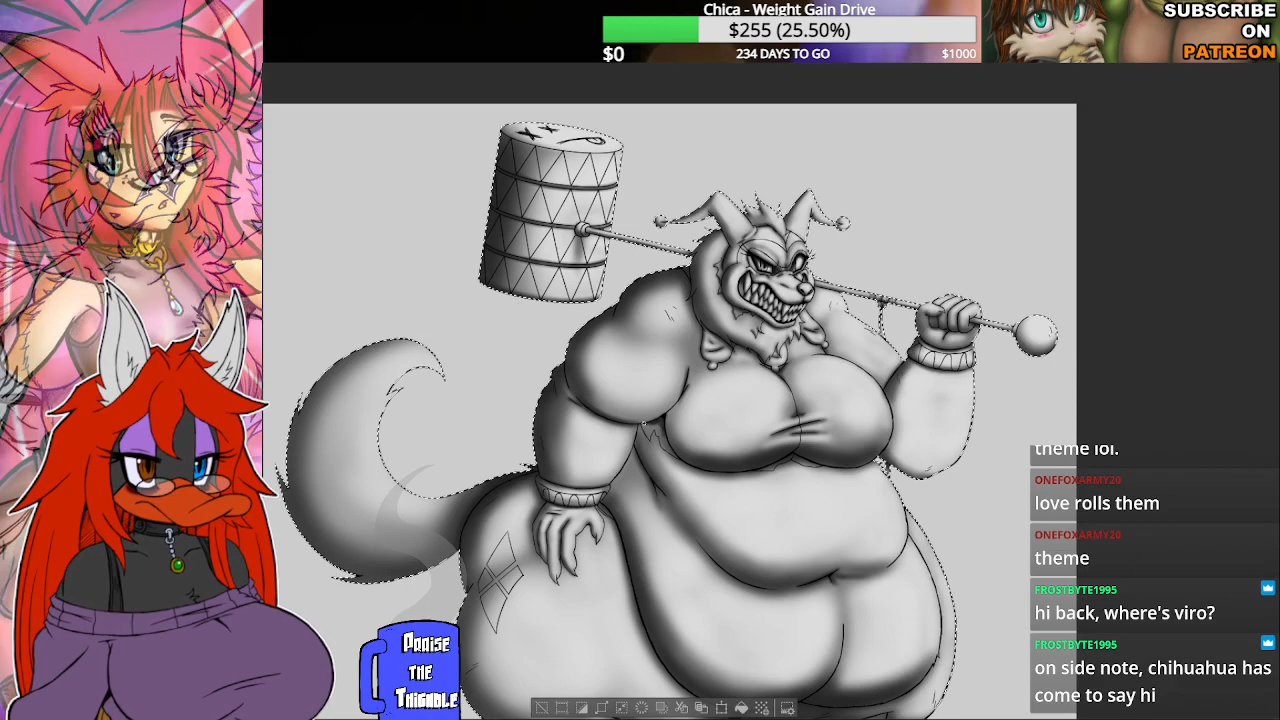 Chica - Weight Gain Drive
$255 (25.50%)
$0
234 DAYS TO GO
$1000
SUBSCRIBE
ON
PATREON
theme lol.
ONEFOXARMY20
love rolls them
ONEFOXARMY20
theme
FROSTBYTE1995
hi back, where's viro?
FROSTBYTE1995
on side note, chihuahua has
come to say hi
PRAISE
THE
THIGHOLE